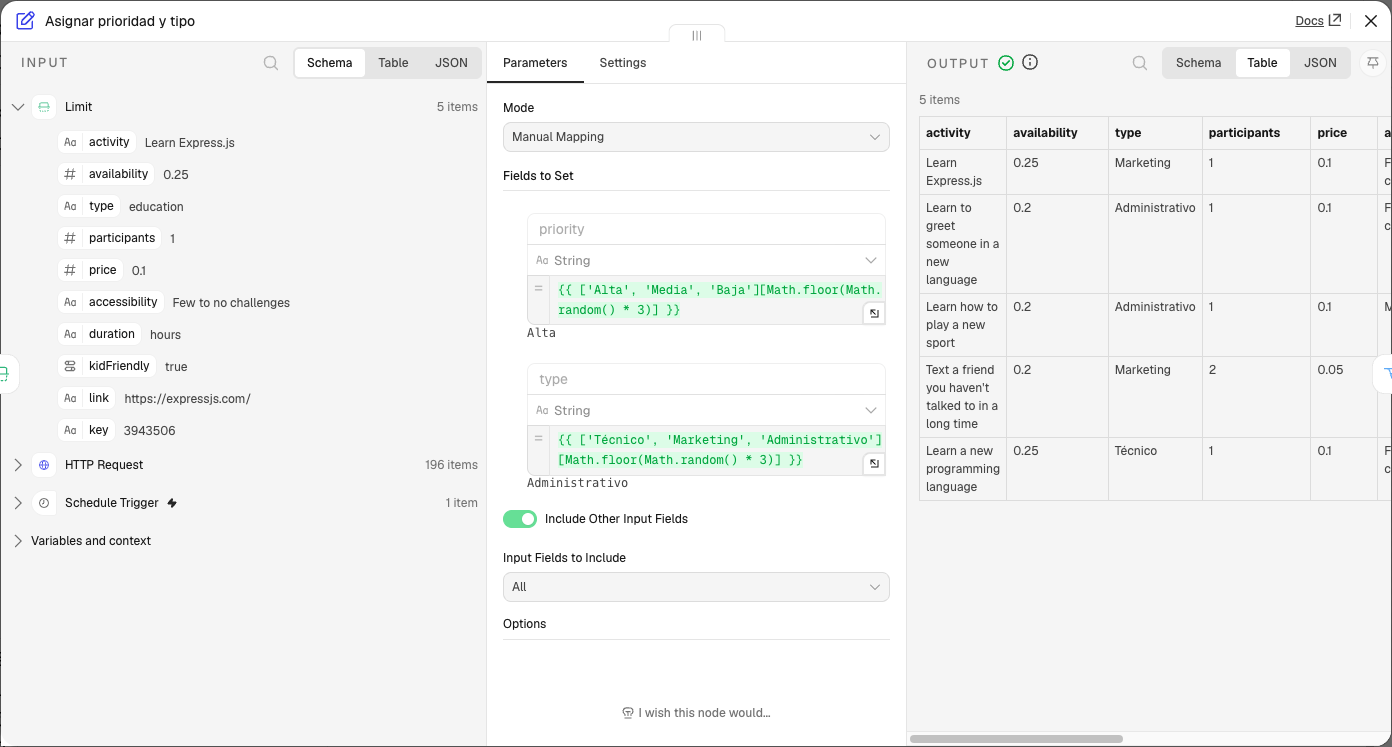 Asignar prioridad y tipo
Docs
INPUT
Schema
Table
JSON
Limit
5 items
Aa activity Learn Express.js
# availability 0.25
Aa type education
# participants 1
# price 0.1
Aa accessibility Few to no challenges
Aa duration hours
kidFriendly true
Aa link https://expressjs.com/
Aa key 3943506
HTTP Request
196 items
Schedule Trigger
1 item
Variables and context
Parameters
Settings
Mode
Manual Mapping
Fields to Set
priority
Aa String
= {{ ['Alta', 'Media', 'Baja'][Math.floor(Math.
random() * 3)] }}
Alta
type
Aa String
= {{ ['Técnico', 'Marketing', 'Administrativo']
[Math.floor(Math.random() * 3)] }}
Administrativo
Include Other Input Fields
Input Fields to Include
All
Options
I wish this node would...
OUTPUT
Schema
Table
JSON
5 items
activity availability type participants price a
Learn 0.25 Marketing 1 0.1 F
Express.js c
Learn to 0.2 Administrativo 1 0.1 F
greet c
someone in a
new
language
Learn how to 0.2 Administrativo 1 0.1 M
play a new
sport
Text a friend 0.2 Marketing 2 0.05
you haven't
talked to in a
long time
Learn a new 0.25 Técnico 1 0.1 F
programming c
language